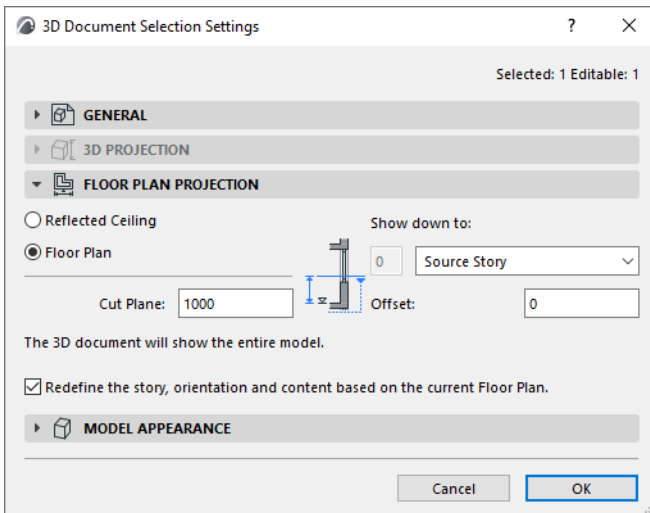 3D Document Selection Settings
?
Selected: 1 Editable: 1
GENERAL
3D PROJECTION
FLOOR PLAN PROJECTION
Reflected Ceiling
Show down to:
Floor Plan
0 Source Story
Cut Plane: 1000 Offset: 0
The 3D document will show the entire model.
Redefine the story, orientation and content based on the current Floor Plan.
MODEL APPEARANCE
Cancel OK